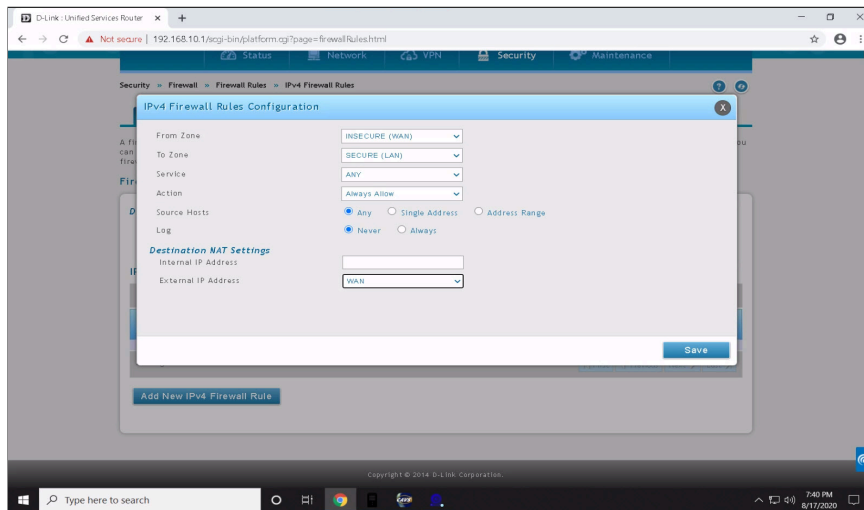 D-Link : Unified Services Router
Not secure | 192.168.10.1/scgi-bin/platform.cgi?page=firewallRules.html
Status Network VPN Security Maintenance
Security » Firewall » Firewall Rules » IPv4 Firewall Rules
IPv4 Firewall Rules Configuration X
From Zone INSECURE (WAN)
To Zone SECURE (LAN)
Service ANY
Action Always Allow
Source Hosts Any Single Address Address Range
Log Never Always
Destination NAT Settings
Internal IP Address
External IP Address WAN
Save
Add New IPv4 Firewall Rule
Copyright © 2014 D-Link Corporation.
Type here to search
7:40 PM
8/17/2020